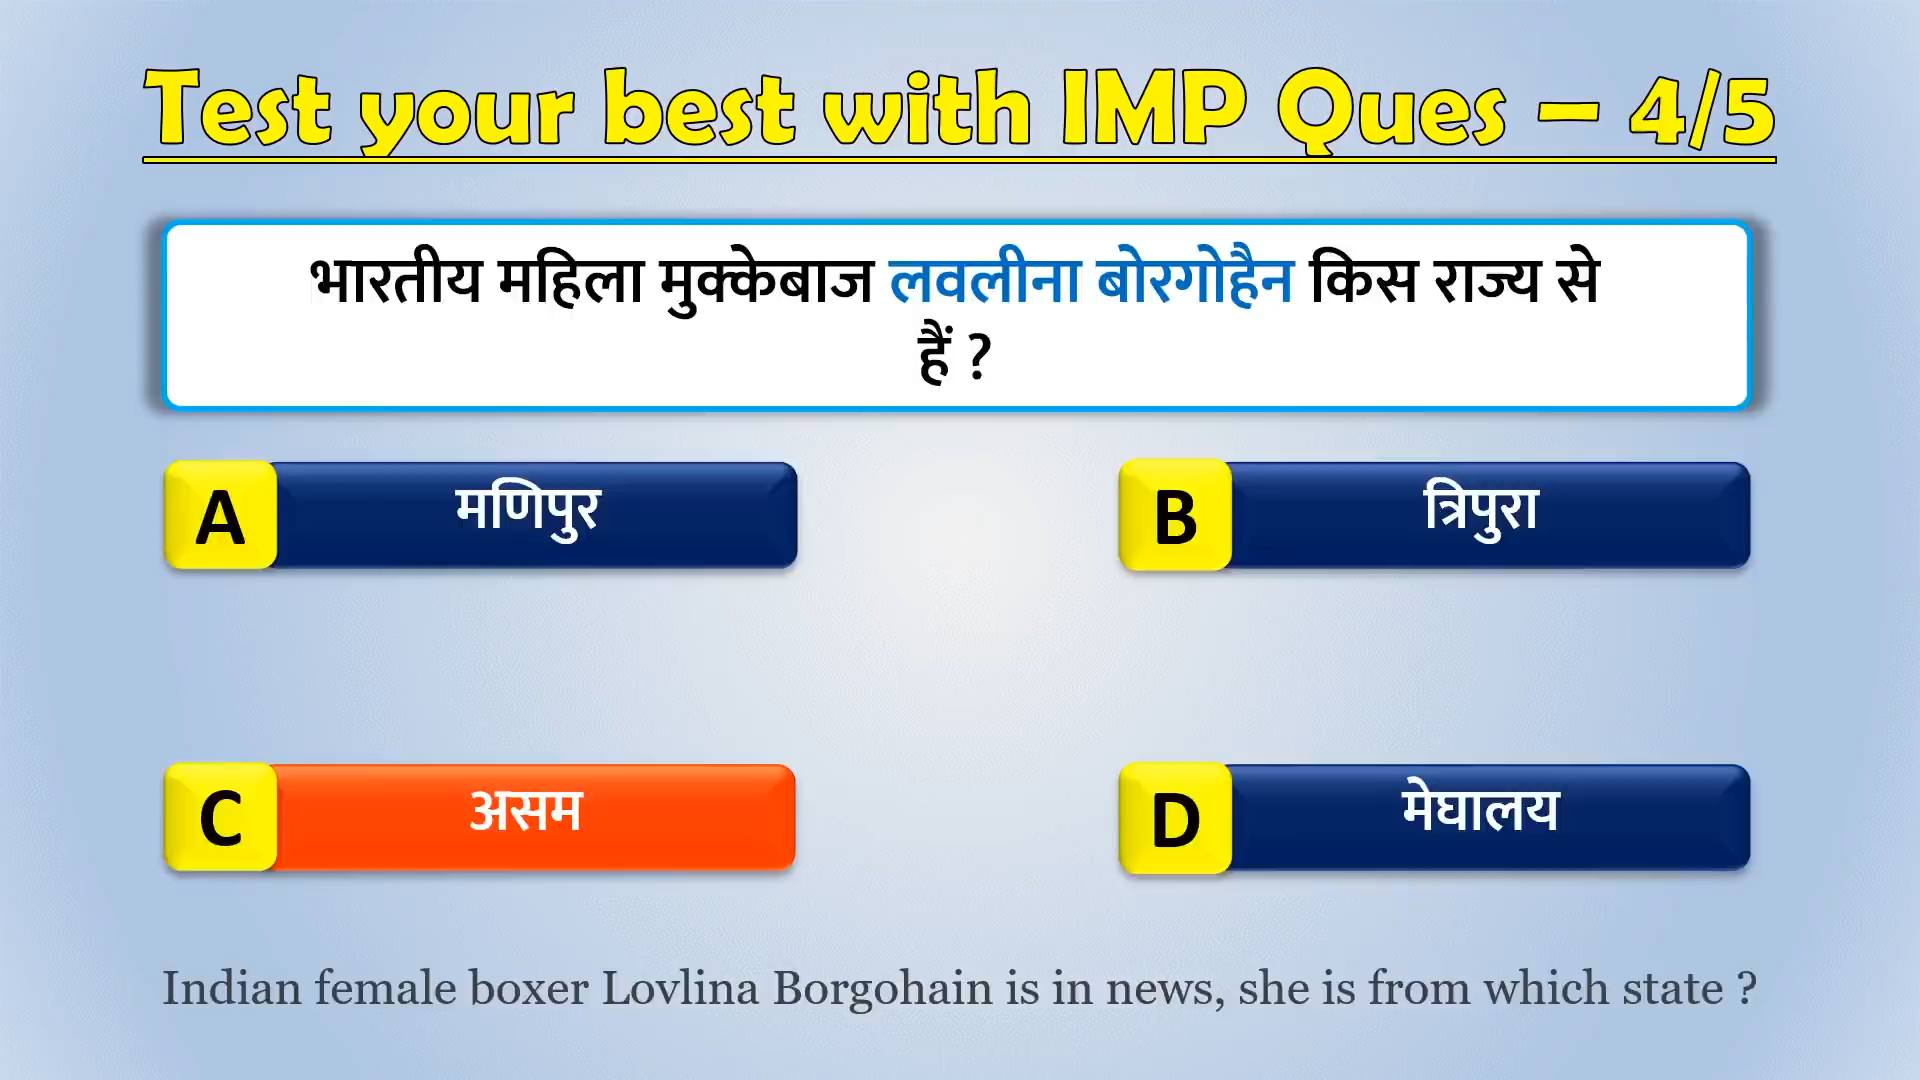 Test your best with IMP Ques – 4/5
भारतीय महिला मुक्केबाज लवलीना बोरगोहैन किस राज्य से
हैं ?
A मणिपुर
B त्रिपुरा
C असम
D मेघालय
Indian female boxer Lovlina Borgohain is in news, she is from which state ?